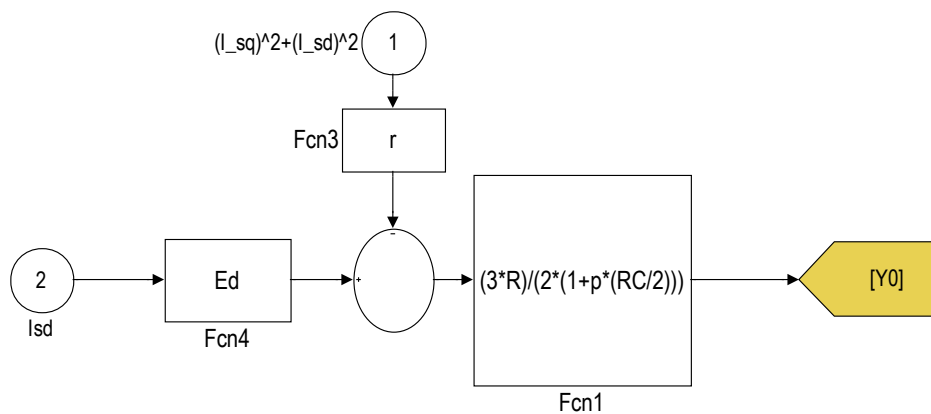 (I_sq)^2+(I_sd)^2
1
Fcn3
r
-
2
Isd
Ed
Fcn4
+
(3*R)/(2*(1+p*(RC/2)))
Fcn1
[Y0]